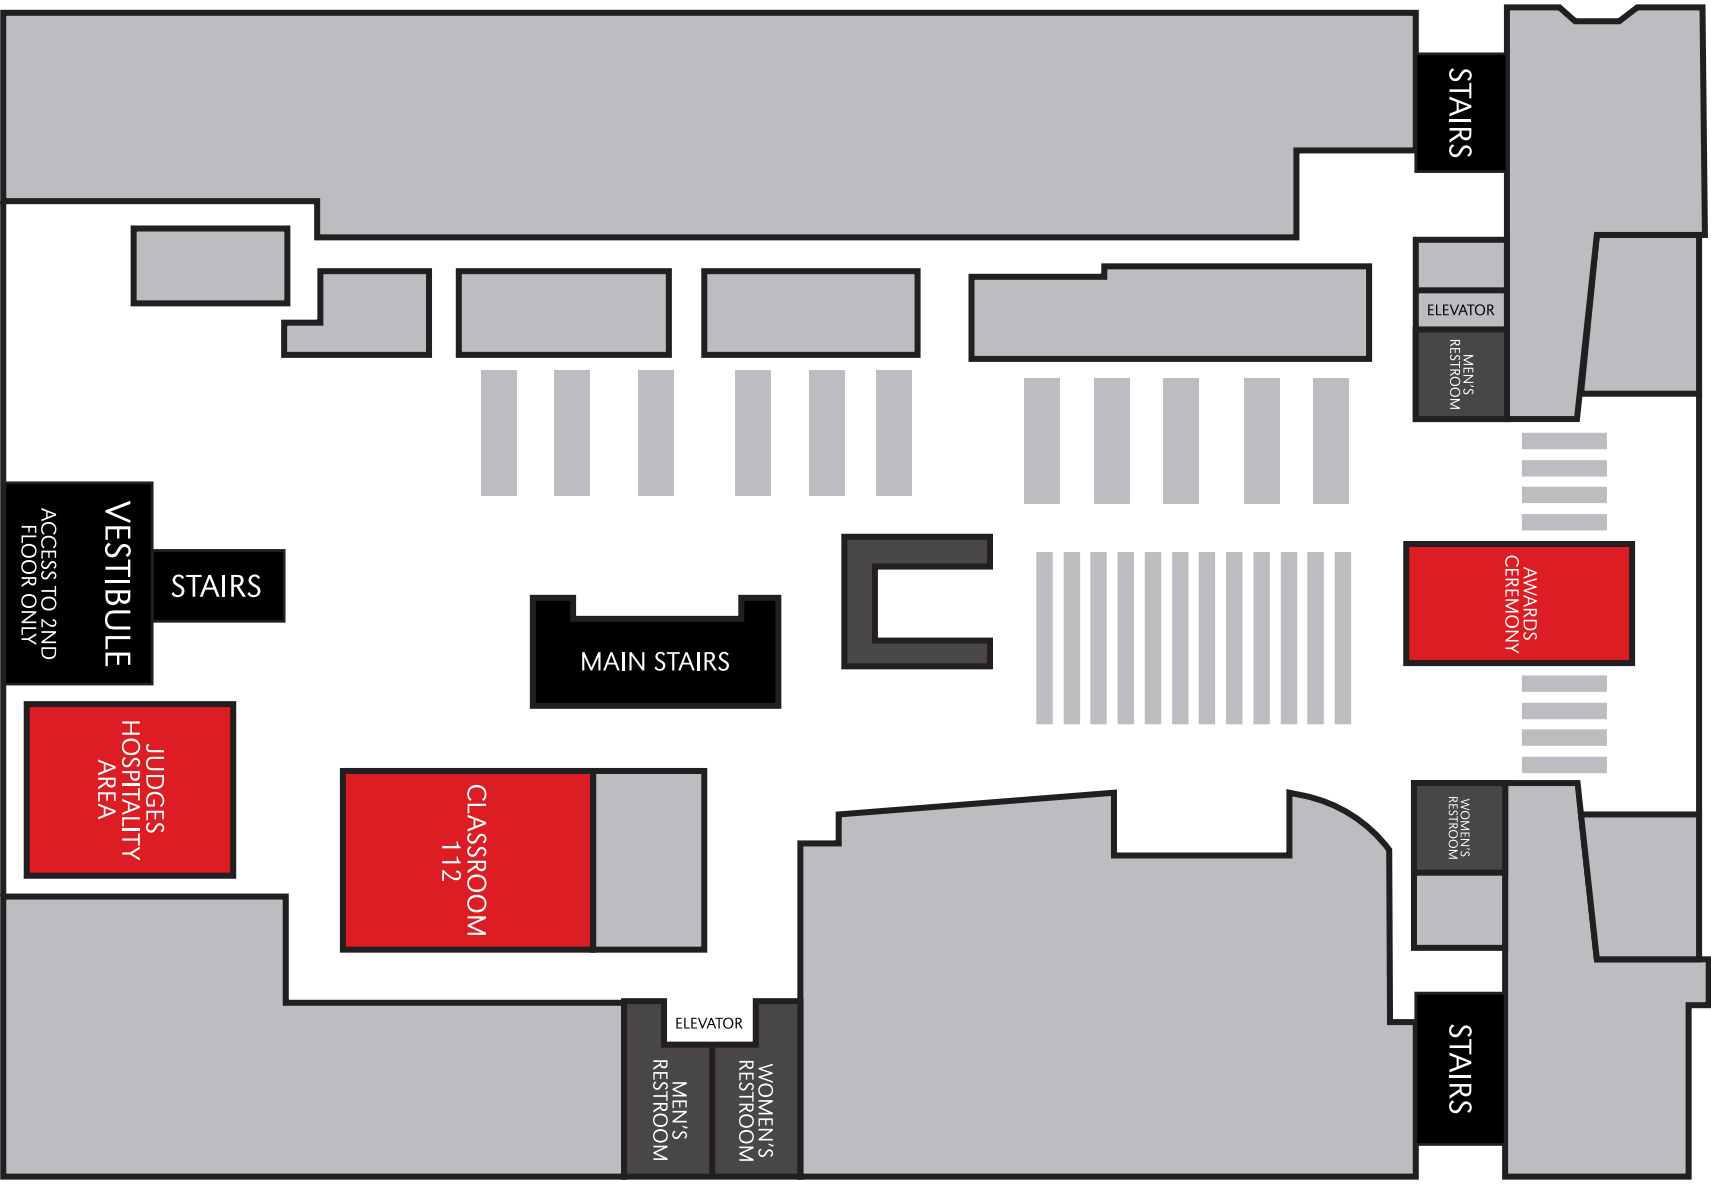 STAIRS
ELEVATOR
MEN'S
RESTROOM
VESTIBULE
ACCESS TO 2ND
FLOOR ONLY
STAIRS
MAIN STAIRS
AWARDS
CEREMONY
JUDGES
HOSPITALITY
AREA
CLASSROOM
112
WOMEN'S
RESTROOM
ELEVATOR
MEN'S
RESTROOM
WOMEN'S
RESTROOM
STAIRS